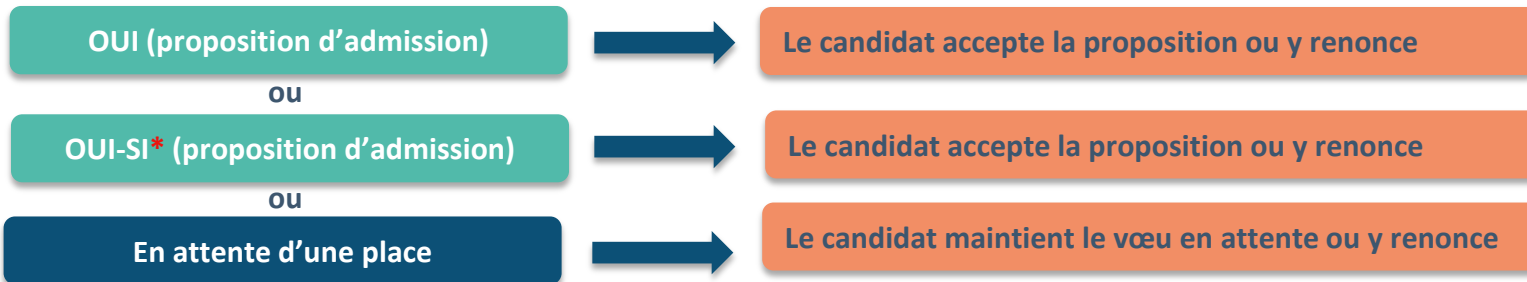 OUI (proposition d’admission)
Le candidat accepte la proposition ou y renonce
ou
OUI-SI* (proposition d’admission)
Le candidat accepte la proposition ou y renonce
ou
En attente d’une place
Le candidat maintient le vœu en attente ou y renonce